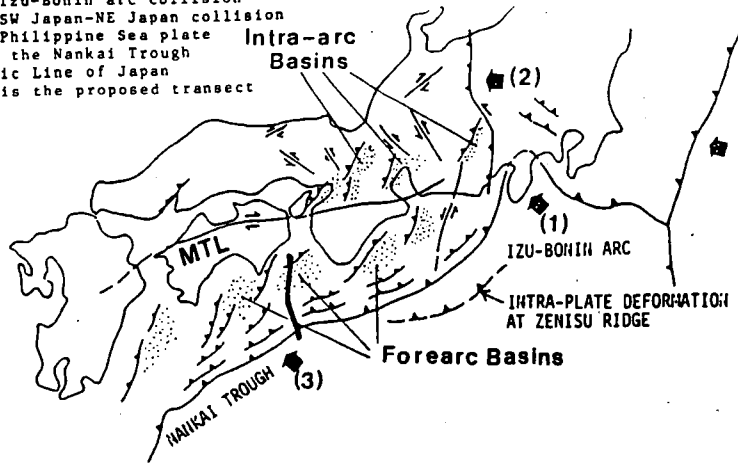 Izu-Bonin arc collision
SW Japan-NE Japan collision
Philippine Sea plate
the Nankai Trough
ic Line of Japan
is the proposed transect
Intra-arc
Basins
(2)
(1)
MTL
IZU-BONIN ARC
INTRA-PLATE DEFORMATION
AT ZENISU RIDGE
Forearc Basins
(3)
NANKAI TROUGH